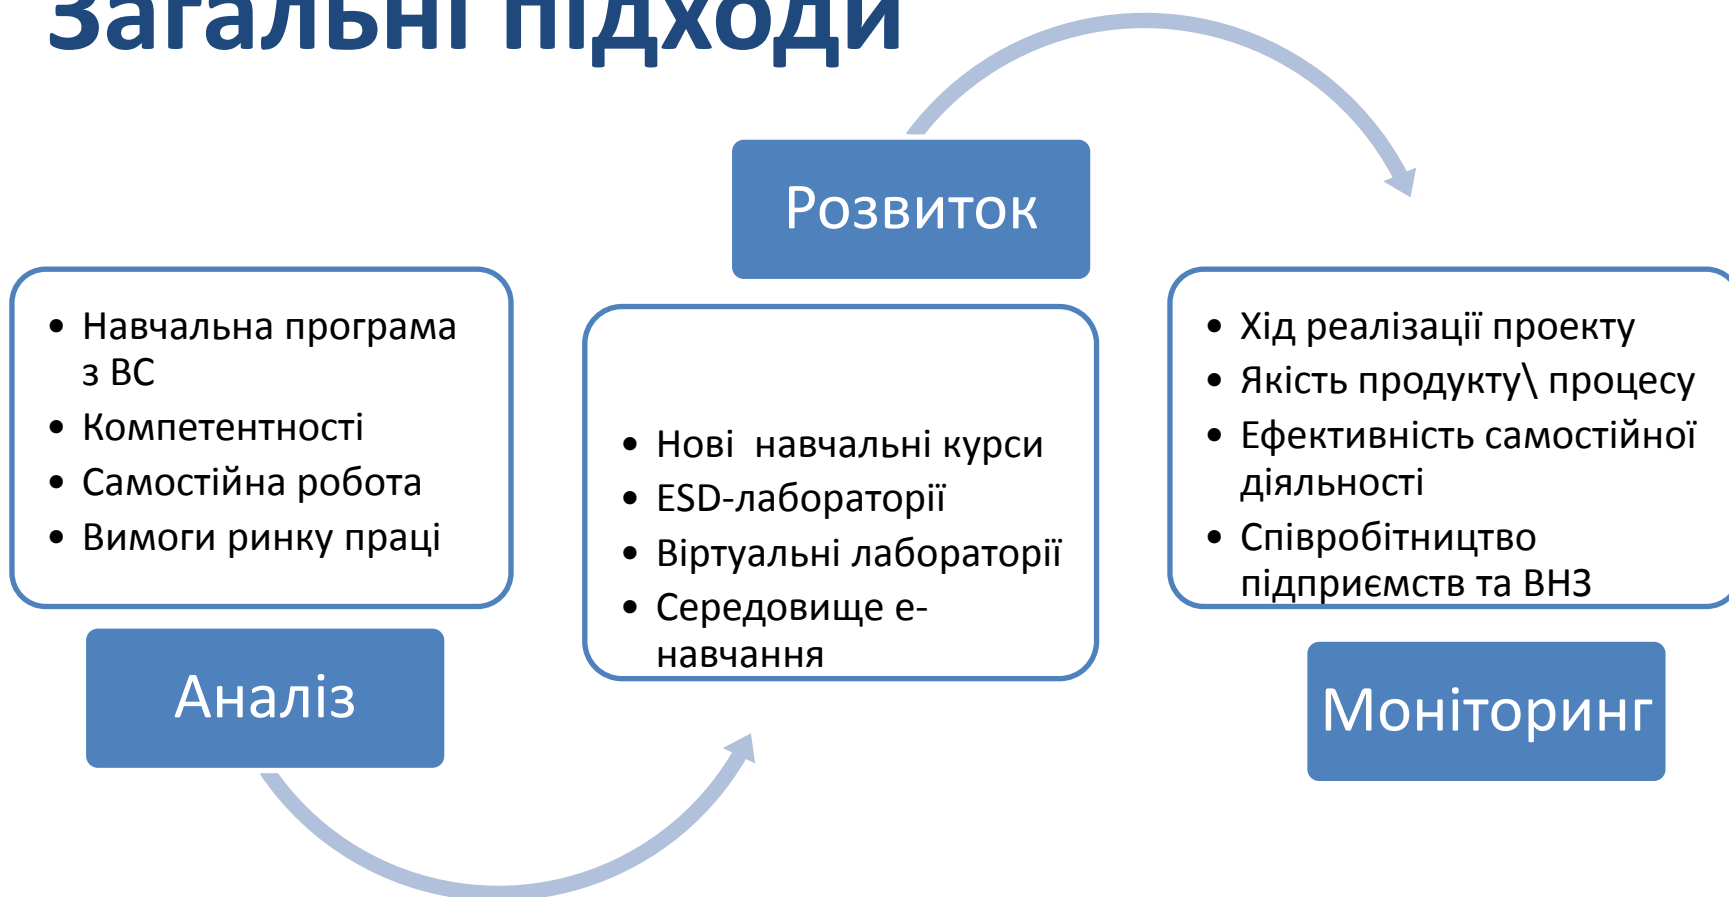 Загальні підходи
Розвиток
• Навчальна програма
з ВС
• Компетентності
• Самостійна робота
• Вимоги ринку праці
Аналіз
• Нові  навчальні курси
• ESD-лабораторії
• Віртуальні лабораторії
• Середовище е-
навчання
• Хід реалізації проекту
• Якість продукту\ процесу
• Ефективність самостійної
діяльності
• Співробітництво
підприємств та ВНЗ
Моніторинг